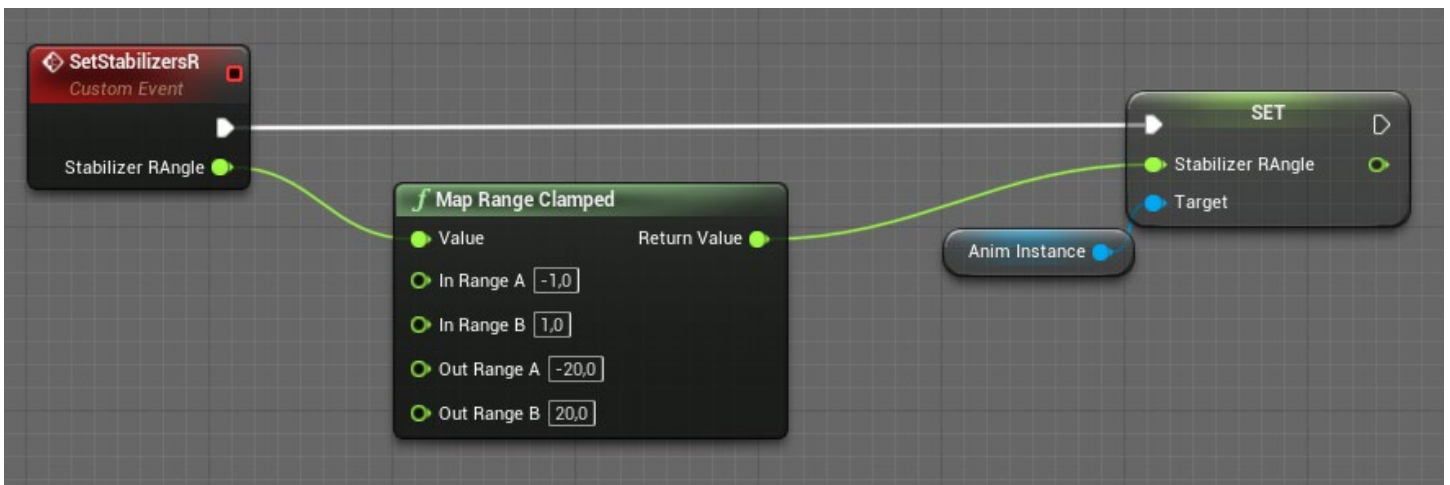 SetStabilizersR
Custom Event
Stabilizer RAngle
f Map Range Clamped
Value Return Value
In Range A -1,0
In Range B 1,0
Out Range A -20,0
Out Range B 20,0
Anim Instance
SET
Stabilizer RAngle
Target